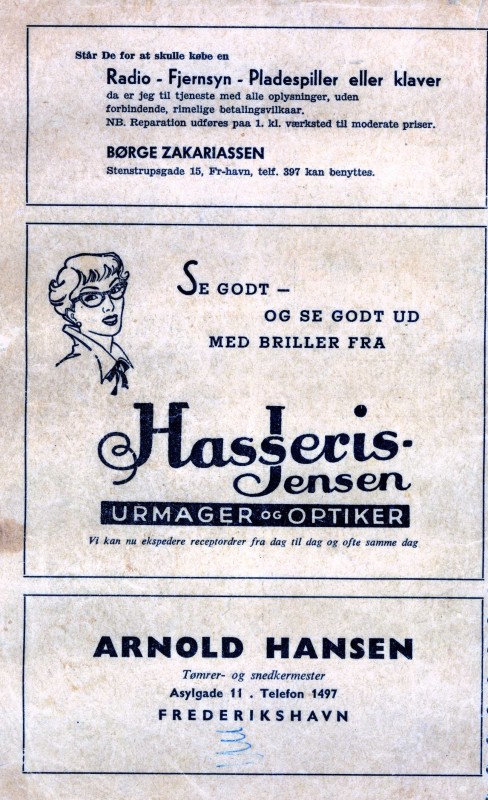 Står De for at skulle købe en
Radio - Fjernsyn - Pladespiller eller klaver
da er jeg til tjeneste med alle oplysninger, uden
forbindende, rimelige betalingsvilkaar.
NB. Reparation udføres paa 1. kl. værksted til moderate priser.
BØRGE ZAKARIASSEN
Stenstrupsgade 15, Fr-havn, telf. 397 kan benyttes.
SE GODT –
OG SE GODT UD
MED BRILLER FRA
Hasseris-
Jensen
URMAGER OG OPTIKER
Vi kan nu ekspedere receptordrer fra dag til dag og ofte samme dag
ARNOLD HANSEN
Tømrer- og snedkermester
Asylgade 11 . Telefon 1497
FREDERIKSHAVN